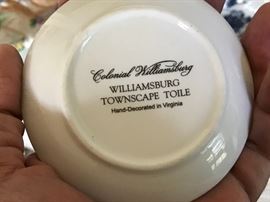 Colonial Williamsburg
WILLIAMSBURG
TOWNSCAPE TOILE
Hand-Decorated in Virginia